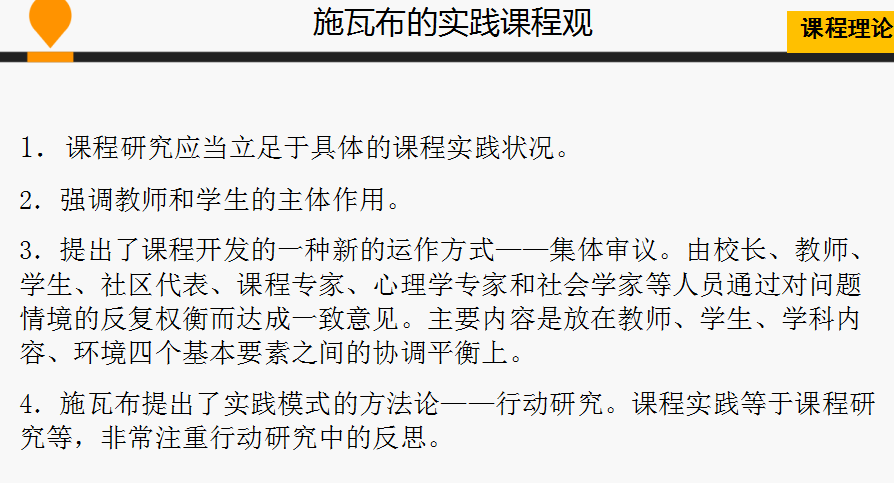 施瓦布的实践课程观
课程理论
1．课程研究应当立足于具体的课程实践状况。
2．强调教师和学生的主体作用。
3．提出了课程开发的一种新的运作方式——集体审议。由校长、教师、
学生、社区代表、课程专家、心理学专家和社会学家等人员通过对问题
情境的反复权衡而达成一致意见。主要内容是放在教师、学生、学科内
容、环境四个基本要素之间的协调平衡上。
4．施瓦布提出了实践模式的方法论——行动研究。课程实践等于课程研
究等，非常注重行动研究中的反思。